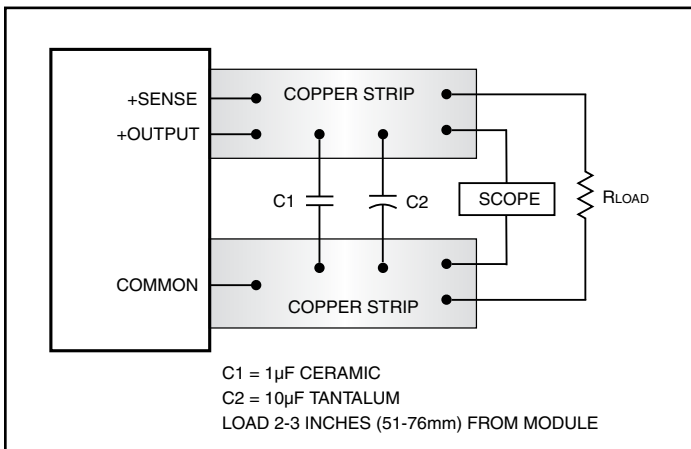 +SENSE
COPPER STRIP
+OUTPUT
C1
C2
SCOPE
RLOAD
COMMON
COPPER STRIP
C1 = 1µF CERAMIC
C2 = 10µF TANTALUM
LOAD 2-3 INCHES (51-76mm) FROM MODULE